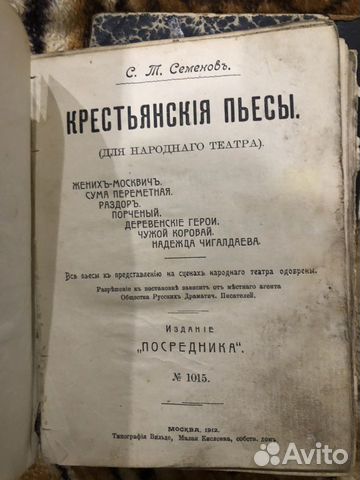 С. Т. Семеновъ.
КРЕСТЬЯНСКІЯ ПЬЕСЫ.
(ДЛЯ НАРОДНАГО ТЕАТРА).
ЖЕНИХЪ-МОСКВИЧЪ.
СУМА ПЕРЕМЕТНАЯ.
РАЗДОРЪ.
ПОРЧЕНЫЙ.
ДЕРЕВЕНСКІЕ ГЕРОИ.
ЧУЖОЙ КОРОВАЙ.
НАДЕЖДА ЧИГАЛДАЕВА.
Всѣ пьесы къ представленію на сценахъ народнаго театра одобрены.
Разрѣшеніе къ постановкѣ зависитъ отъ мѣстнаго агента
Общества Русскихъ Драматич. Писателей.
Изданіе
„ПОСРЕДНИКА“.
№ 1015.
МОСКВА, 1912.
Типографія Вильде, Малая Кисловка, собств. домъ.
Avito